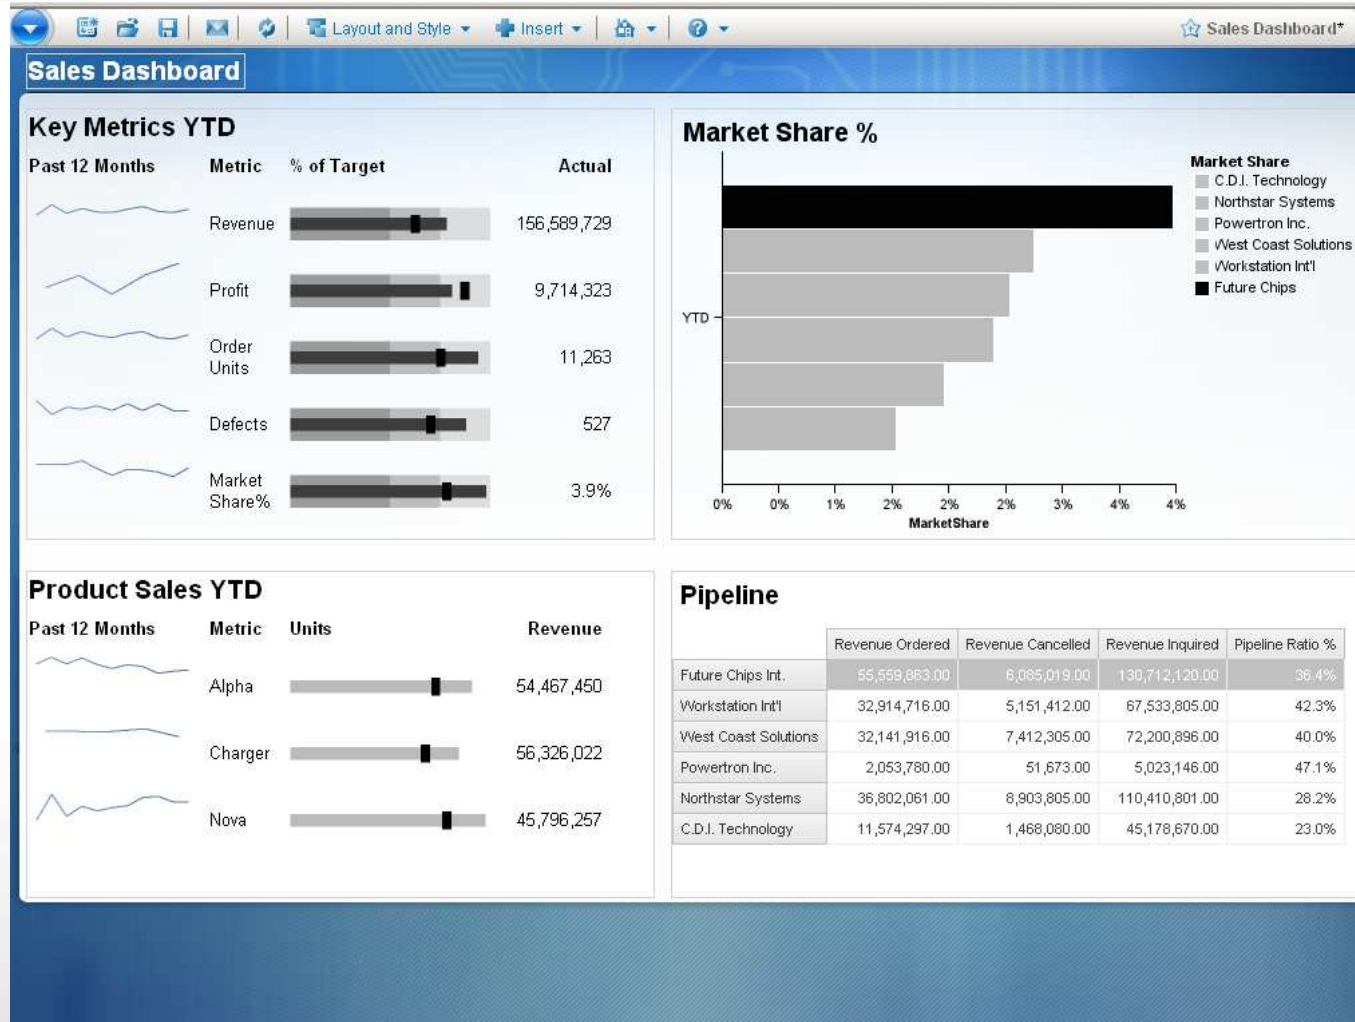 Layout and Style
Insert
Sales Dashboard*
Sales Dashboard
Key Metrics YTD
Past 12 Months Metric % of Target Actual
Revenue 156,589,729
Profit 9,714,323
Order
Units 11,263
Defects 527
Market
Share% 3.9%
Market Share %
Market Share
C.D.I. Technology
Northstar Systems
Powertron Inc.
West Coast Solutions
Workstation Int'l
Future Chips
YTD
0% 0% 1% 2% 2% 2% 3% 4% 4%
MarketShare
Product Sales YTD
Past 12 Months Metric Units Revenue
Alpha 54,467,450
Charger 56,326,022
Nova 45,796,257
Pipeline
Revenue Ordered Revenue Cancelled Revenue Inquired Pipeline Ratio %
Future Chips Int. 55,559,863.00 6,085,019.00 130,712,120.00 36.4%
Workstation Int'l 32,914,716.00 5,151,412.00 67,533,805.00 42.3%
West Coast Solutions 32,141,916.00 7,412,305.00 72,200,896.00 40.0%
Powertron Inc. 2,053,780.00 51,673.00 5,023,146.00 47.1%
Northstar Systems 36,802,061.00 8,903,805.00 110,410,801.00 28.2%
C.D.I. Technology 11,574,297.00 1,468,080.00 45,178,670.00 23.0%